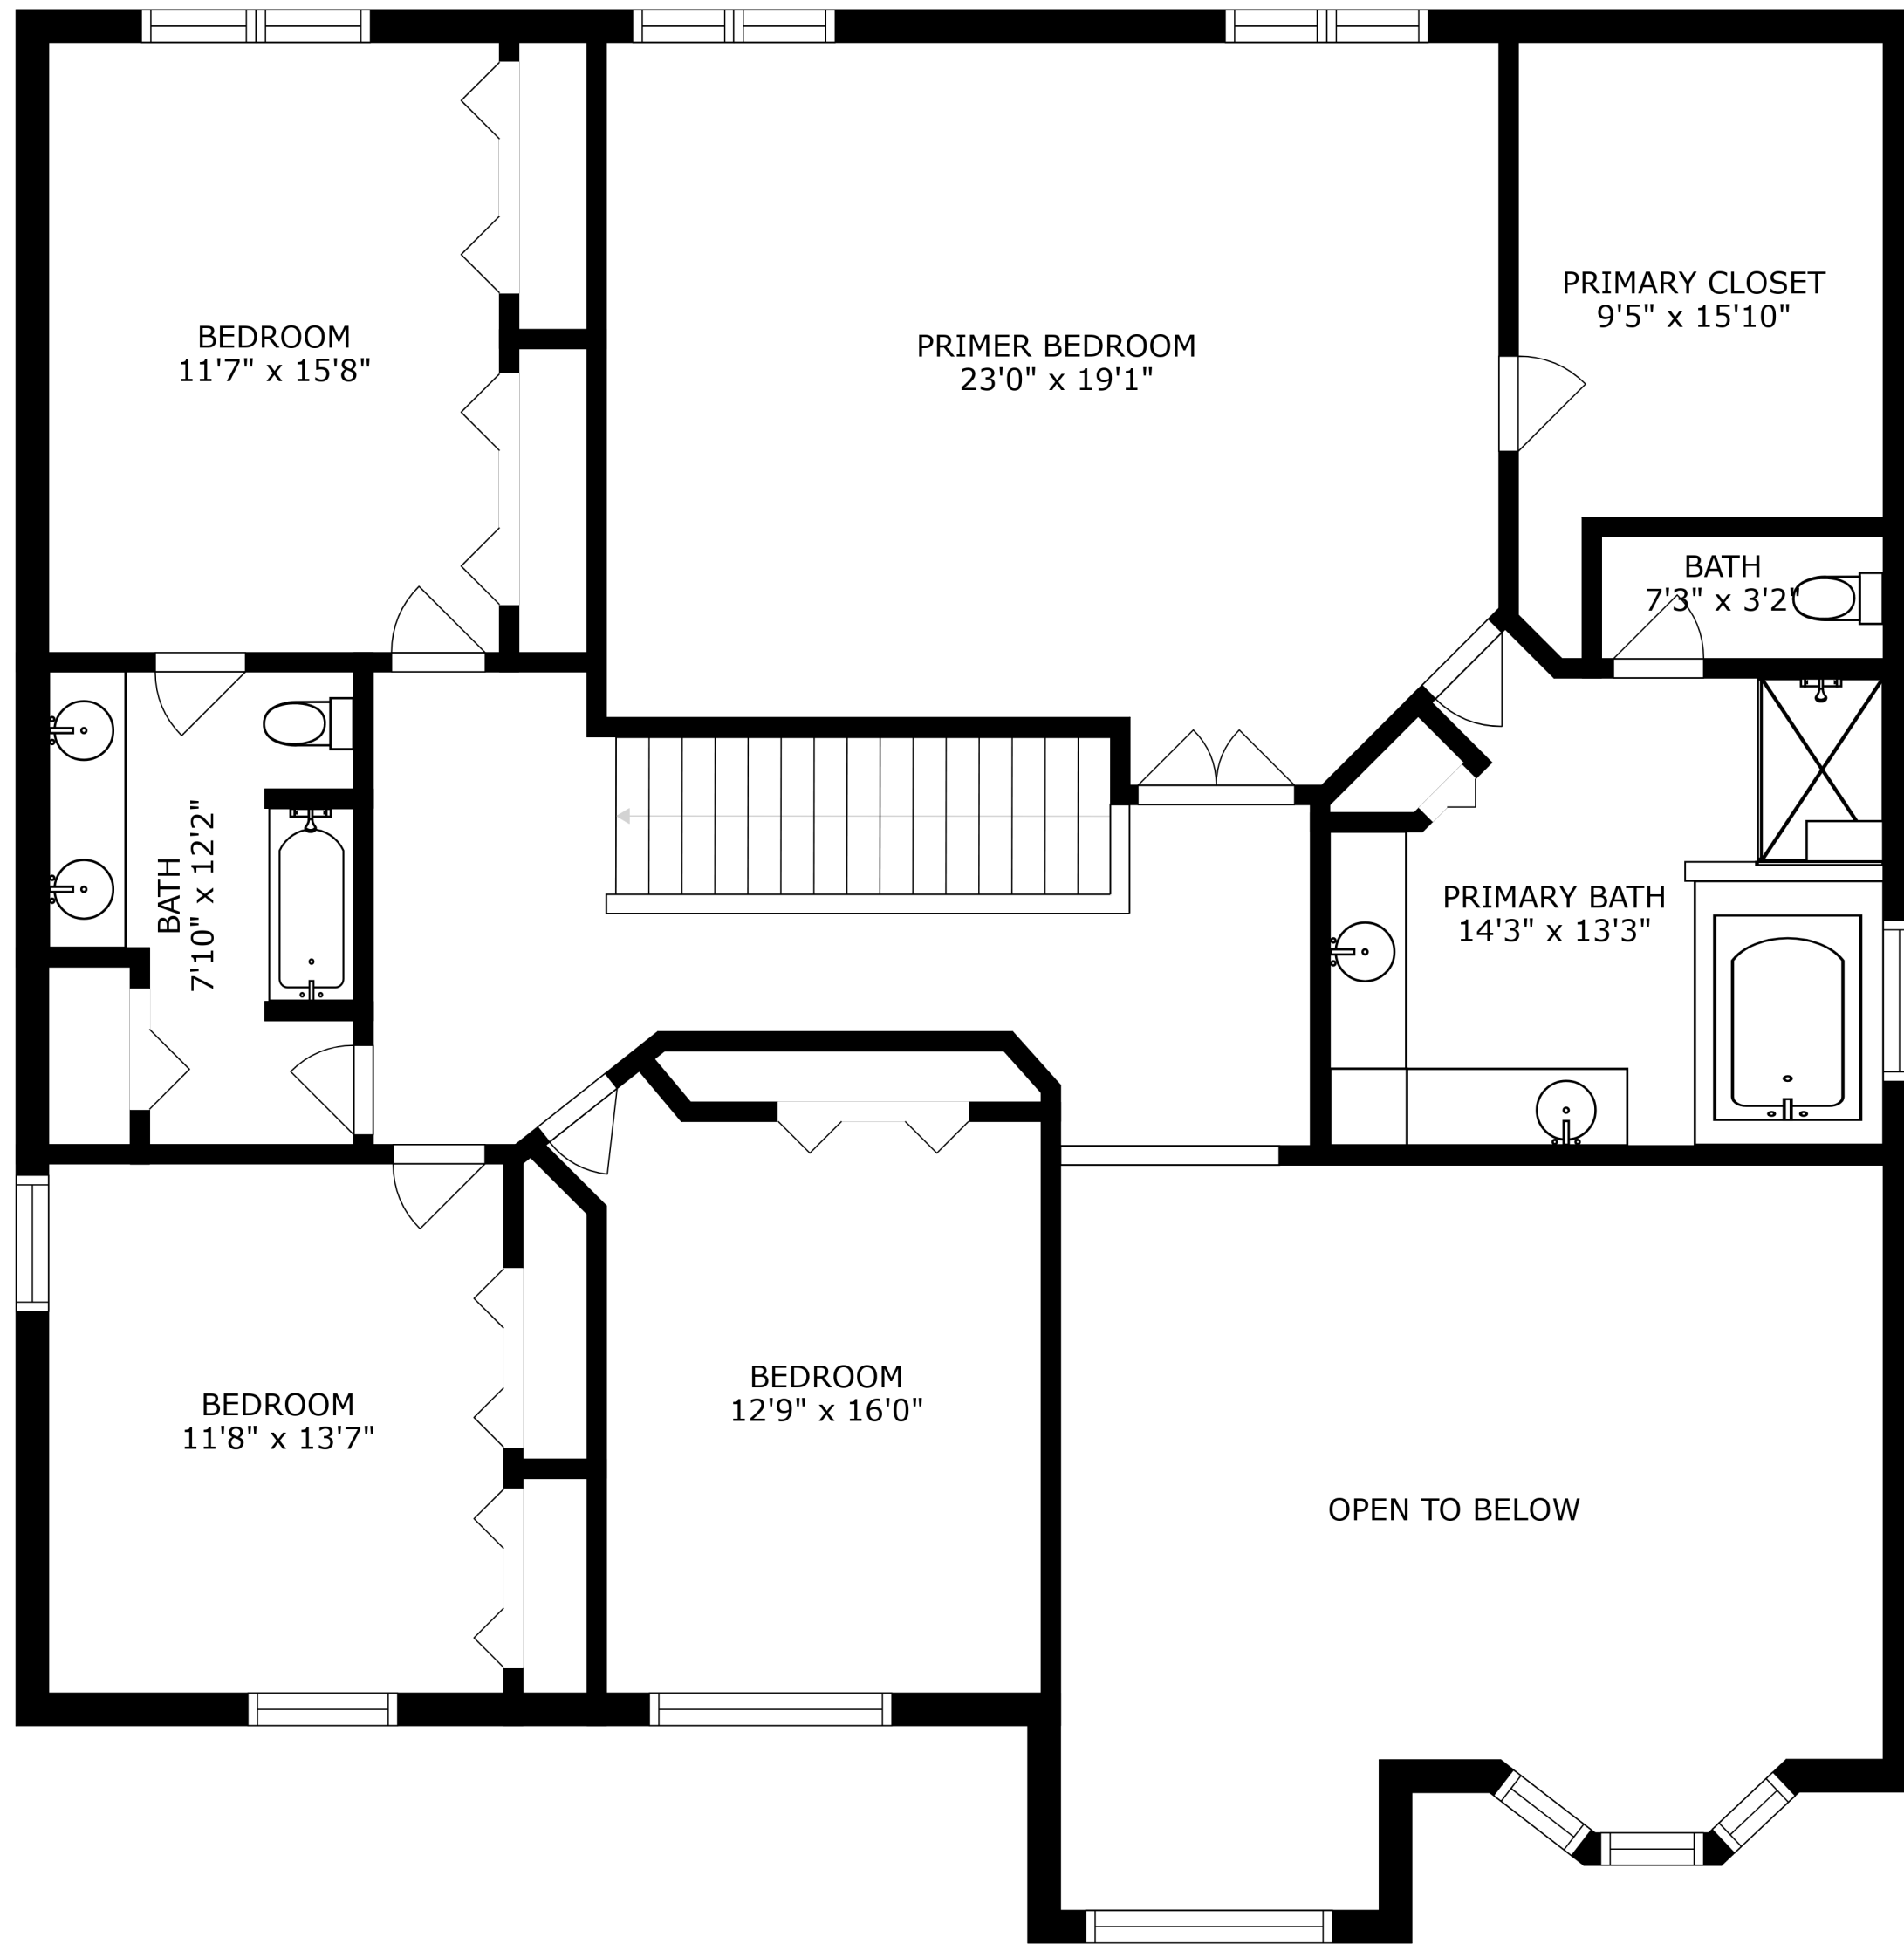 BEDROOM
11'7" x 15'8"
PRIMER BEDROOM
23'0" x 19'1"
PRIMARY CLOSET
9'5" x 15'10"
BATH
7'3" x 3'2"
BATH
7'10" x 12'2"
PRIMARY BATH
14'3" x 13'3"
BEDROOM
11'8" x 13'7"
BEDROOM
12'9" x 16'0"
OPEN TO BELOW